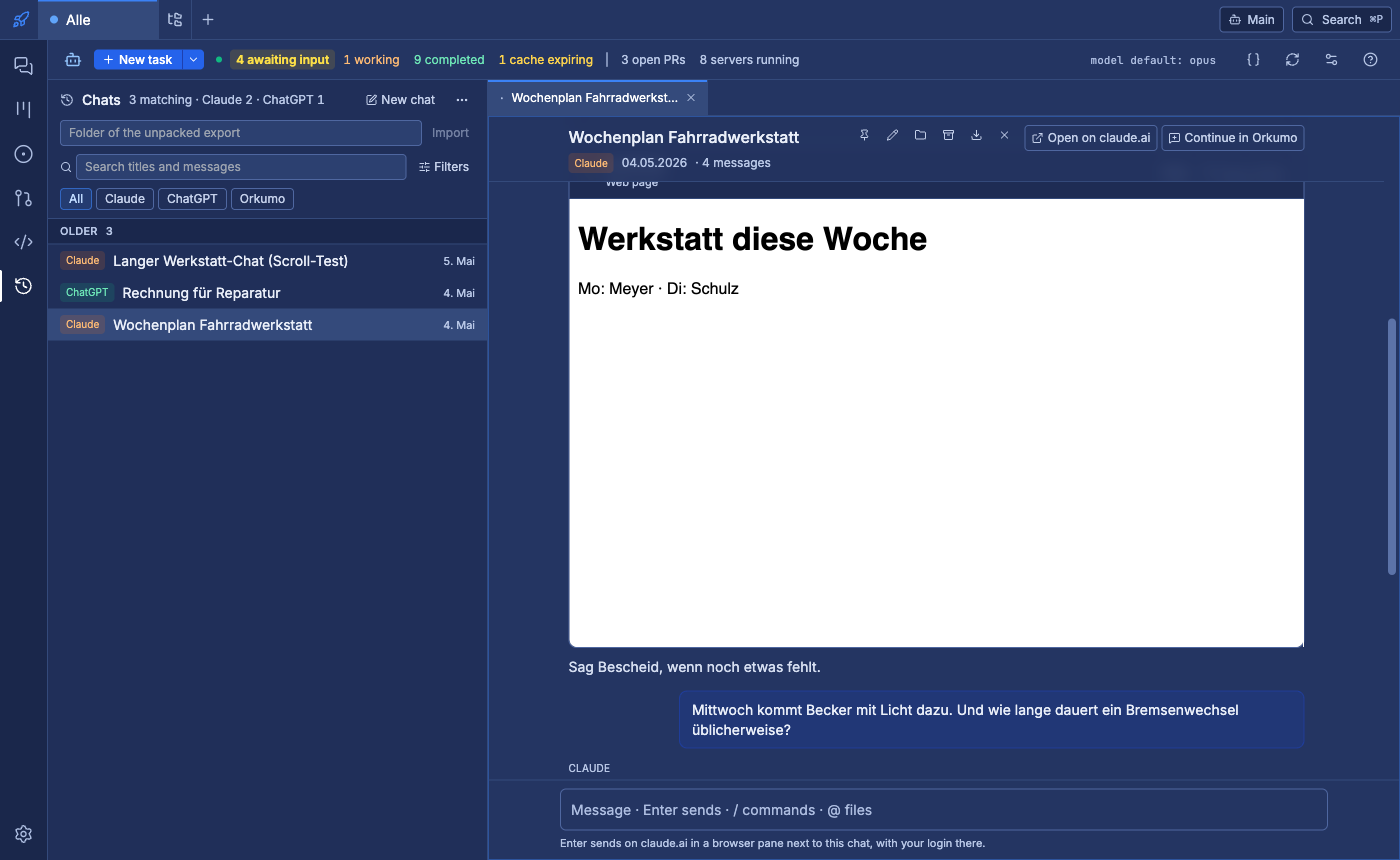 Alle
Main
Search ⌘P
New task
4 awaiting input
1 working
9 completed
1 cache expiring
3 open PRs
8 servers running
model default: opus
Chats
3 matching · Claude 2 · ChatGPT 1
New chat
Folder of the unpacked export
Import
Search titles and messages
Filters
All
Claude
ChatGPT
Orkumo
OLDER 3
Claude Langer Werkstatt-Chat (Scroll-Test) 5. Mai
ChatGPT Rechnung für Reparatur 4. Mai
Claude Wochenplan Fahrradwerkstatt 4. Mai
Wochenplan Fahrradwerkst...
Wochenplan Fahrradwerkstatt
Open on claude.ai
Continue in Orkumo
Claude 04.05.2026 · 4 messages
Web page
Werkstatt diese Woche
Mo: Meyer · Di: Schulz
Sag Bescheid, wenn noch etwas fehlt.
Mittwoch kommt Becker mit Licht dazu. Und wie lange dauert ein Bremsenwechsel
üblicherweise?
CLAUDE
Message · Enter sends · / commands · @ files
Enter sends on claude.ai in a browser pane next to this chat, with your login there.